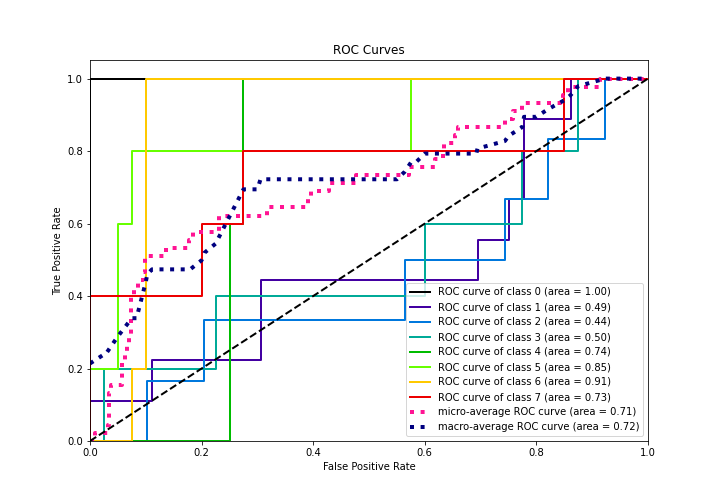 ROC Curves
True Positive Rate
1.0
0.8
0.6
0.4
0.2
0.0
ROC curve of class 0 (area = 1.00)
ROC curve of class 1 (area = 0.49)
ROC curve of class 2 (area = 0.44)
ROC curve of class 3 (area = 0.50)
ROC curve of class 4 (area = 0.74)
ROC curve of class 5 (area = 0.85)
ROC curve of class 6 (area = 0.91)
ROC curve of class 7 (area = 0.73)
micro-average ROC curve (area = 0.71)
macro-average ROC curve (area = 0.72)
0.0 0.2 0.4 0.6 0.8 1.0
False Positive Rate